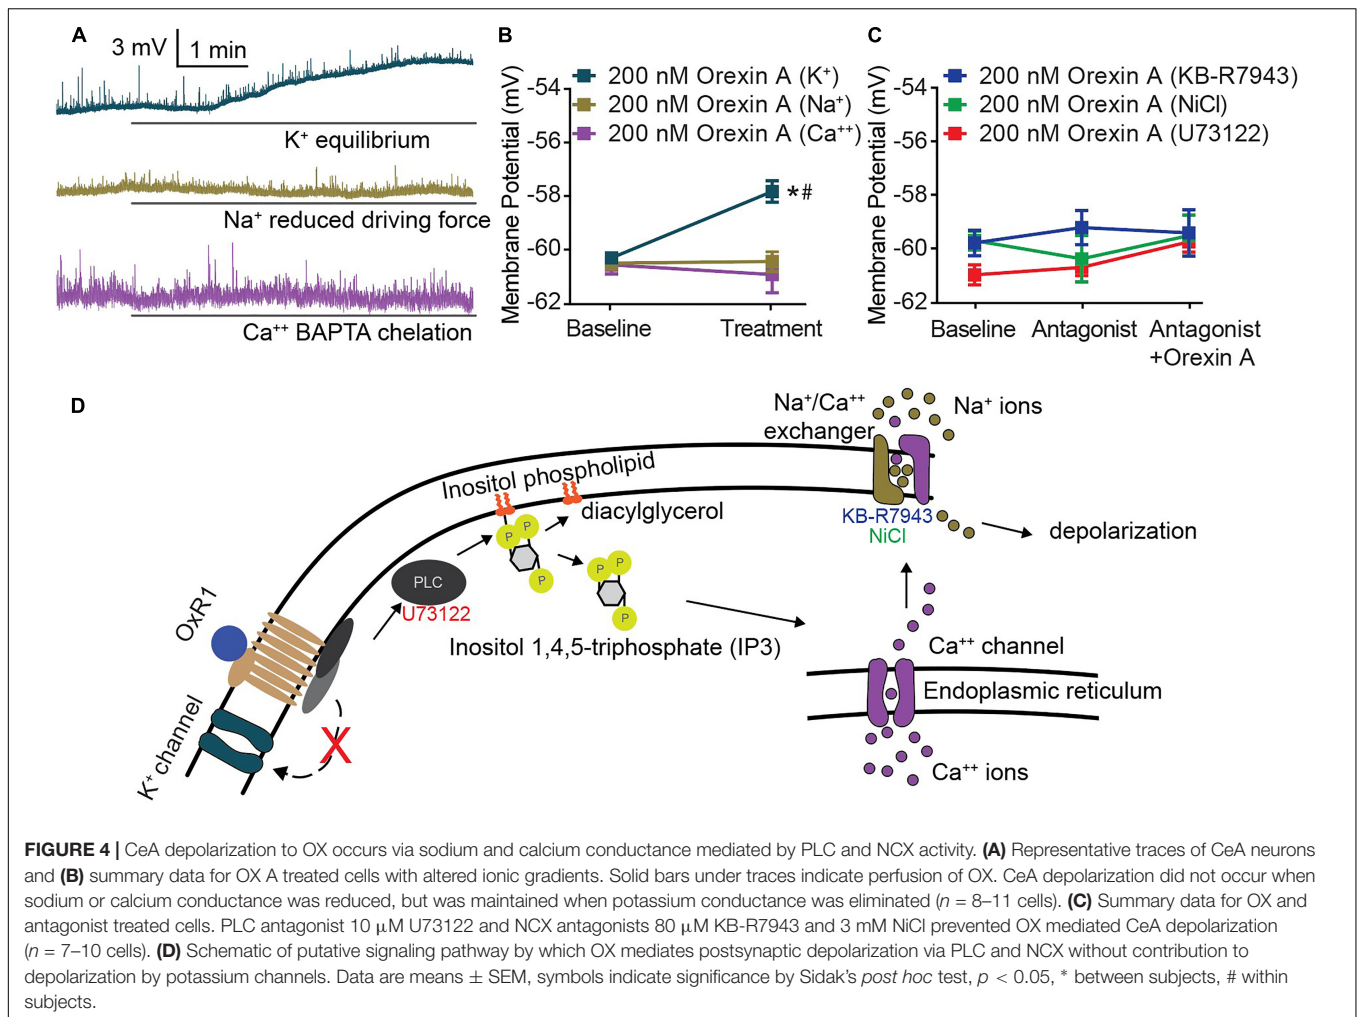 A
3 mV
1 min
K⁺ equilibrium
Na⁺ reduced driving force
Ca⁺⁺ BAPTA chelation
B
200 nM Orexin A (K⁺)
200 nM Orexin A (Na⁺)
200 nM Orexin A (Ca⁺⁺)
Membrane Potential (mV)
-54
-56
-58
-60
-62
*#
Baseline
Treatment
C
200 nM Orexin A (KB-R7943)
200 nM Orexin A (NiCl)
200 nM Orexin A (U73122)
Membrane Potential (mV)
-54
-56
-58
-60
-62
Baseline
Antagonist
Antagonist
+Orexin A
D
Na⁺/Ca⁺⁺
exchanger
Na⁺ ions
Inositol phospholipid
diacylglycerol
KB-R7943
NiCl
depolarization
P
P
P
P
P
P
PLC
U73122
OxR1
Inositol 1,4,5-triphosphate (IP3)
Ca⁺⁺ channel
Endoplasmic reticulum
Ca⁺⁺ ions
K⁺ channel
X
FIGURE 4 | CeA depolarization to OX occurs via sodium and calcium conductance mediated by PLC and NCX activity. (A) Representative traces of CeA neurons
and (B) summary data for OX A treated cells with altered ionic gradients. Solid bars under traces indicate perfusion of OX. CeA depolarization did not occur when
sodium or calcium conductance was reduced, but was maintained when potassium conductance was eliminated (n = 8–11 cells). (C) Summary data for OX and
antagonist treated cells. PLC antagonist 10 μM U73122 and NCX antagonists 80 μM KB-R7943 and 3 mM NiCl prevented OX mediated CeA depolarization
(n = 7–10 cells). (D) Schematic of putative signaling pathway by which OX mediates postsynaptic depolarization via PLC and NCX without contribution to
depolarization by potassium channels. Data are means ± SEM, symbols indicate significance by Sidak's post hoc test, p < 0.05, * between subjects, # within
subjects.